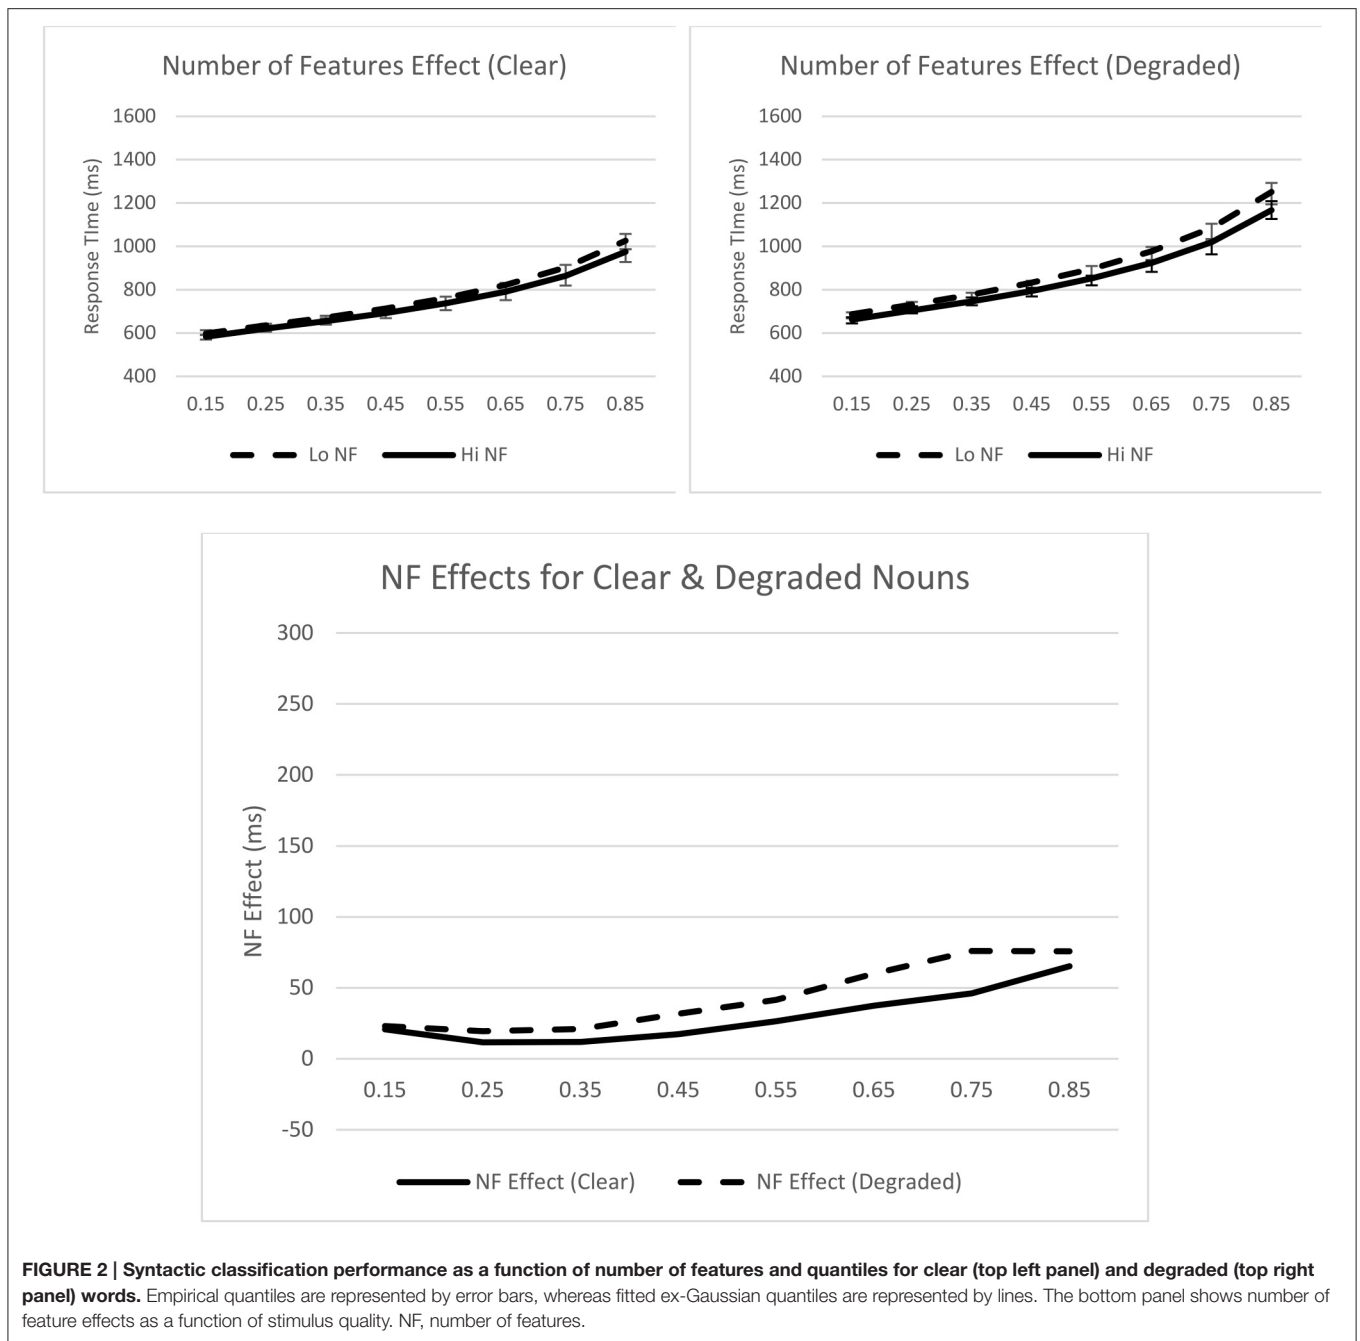 Number of Features Effect (Clear)
1600
1400
1200
1000
800
600
400
Response TIme (ms)
0.15 0.25 0.35 0.45 0.55 0.65 0.75 0.85
Lo NF Hi NF
Number of Features Effect (Degraded)
1600
1400
1200
1000
800
600
400
Response TIme (ms)
0.15 0.25 0.35 0.45 0.55 0.65 0.75 0.85
Lo NF Hi NF
NF Effects for Clear & Degraded Nouns
300
250
200
150
100
50
0
-50
NF Effect (ms)
0.15 0.25 0.35 0.45 0.55 0.65 0.75 0.85
NF Effect (Clear) NF Effect (Degraded)
FIGURE 2 | Syntactic classification performance as a function of number of features and quantiles for clear (top left panel) and degraded (top right
panel) words. Empirical quantiles are represented by error bars, whereas fitted ex-Gaussian quantiles are represented by lines. The bottom panel shows number of
feature effects as a function of stimulus quality. NF, number of features.